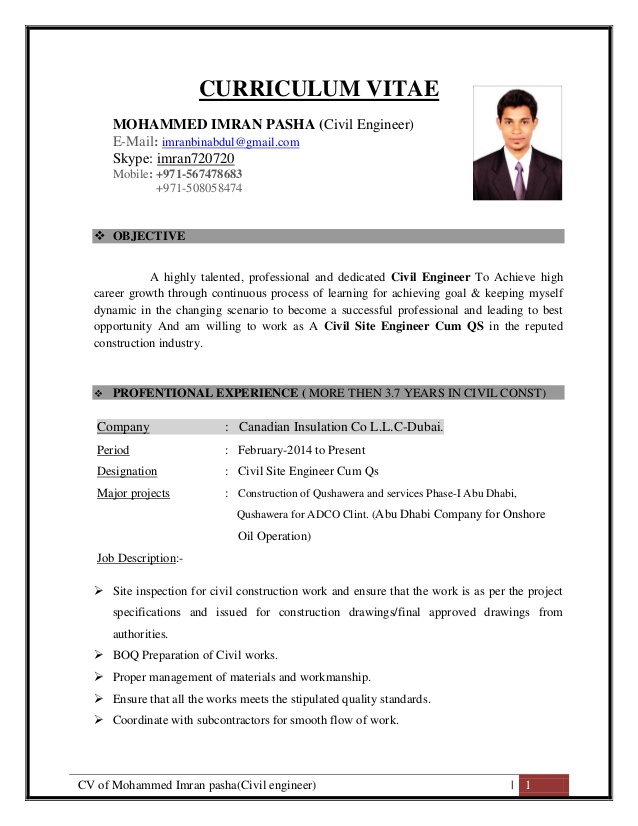 CURRICULUM VITAE
MOHAMMED IMRAN PASHA (Civil Engineer)
E-Mail: imranbinabdul@gmail.com
Skype: imran720720
Mobile: +971-567478683
+971-508058474
❖ OBJECTIVE
A highly talented, professional and dedicated Civil Engineer To Achieve high
career growth through continuous process of learning for achieving goal & keeping myself
dynamic in the changing scenario to become a successful professional and leading to best
opportunity And am willing to work as A Civil Site Engineer Cum QS in the reputed
construction industry.
❖ PROFENTIONAL EXPERIENCE ( MORE THEN 3.7 YEARS IN CIVIL CONST)
Company : Canadian Insulation Co L.L.C-Dubai.
Period : February-2014 to Present
Designation : Civil Site Engineer Cum Qs
Major projects : Construction of Qushawera and services Phase-I Abu Dhabi,
Qushawera for ADCO Clint. (Abu Dhabi Company for Onshore
Oil Operation)
Job Description:-
➢ Site inspection for civil construction work and ensure that the work is as per the project
specifications and issued for construction drawings/final approved drawings from
authorities.
➢ BOQ Preparation of Civil works.
➢ Proper management of materials and workmanship.
➢ Ensure that all the works meets the stipulated quality standards.
➢ Coordinate with subcontractors for smooth flow of work.
CV of Mohammed Imran pasha(Civil engineer) | 1